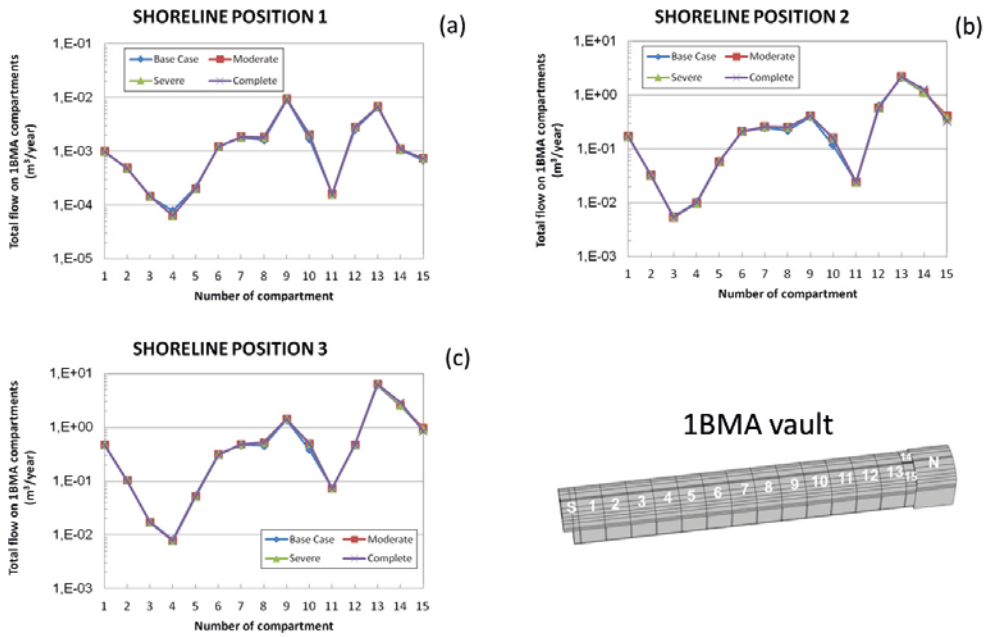 SHORELINE POSITION 1
(a)
Total flow on 1BMA compartments
(m³/year)
1,E-01
1,E-02
1,E-03
1,E-04
1,E-05
Base Case Moderate
Severe Complete
1 2 3 4 5 6 7 8 9 10 11 12 13 14 15
Number of compartment
SHORELINE POSITION 2
(b)
Total flow on 1BMA compartments
(m³/year)
1,E+01
1,E+00
1,E-01
1,E-02
1,E-03
Base Case Moderate
Severe Complete
1 2 3 4 5 6 7 8 9 10 11 12 13 14 15
Number of compartment
SHORELINE POSITION 3
(c)
Total flow on 1BMA compartments
(m³/year)
1,E+01
1,E+00
1,E-01
1,E-02
1,E-03
Base Case Moderate
Severe Complete
1 2 3 4 5 6 7 8 9 10 11 12 13 14 15
Number of compartment
1BMA vault
S 1 2 3 4 5 6 7 8 9 10 11 12 13 14 15 N